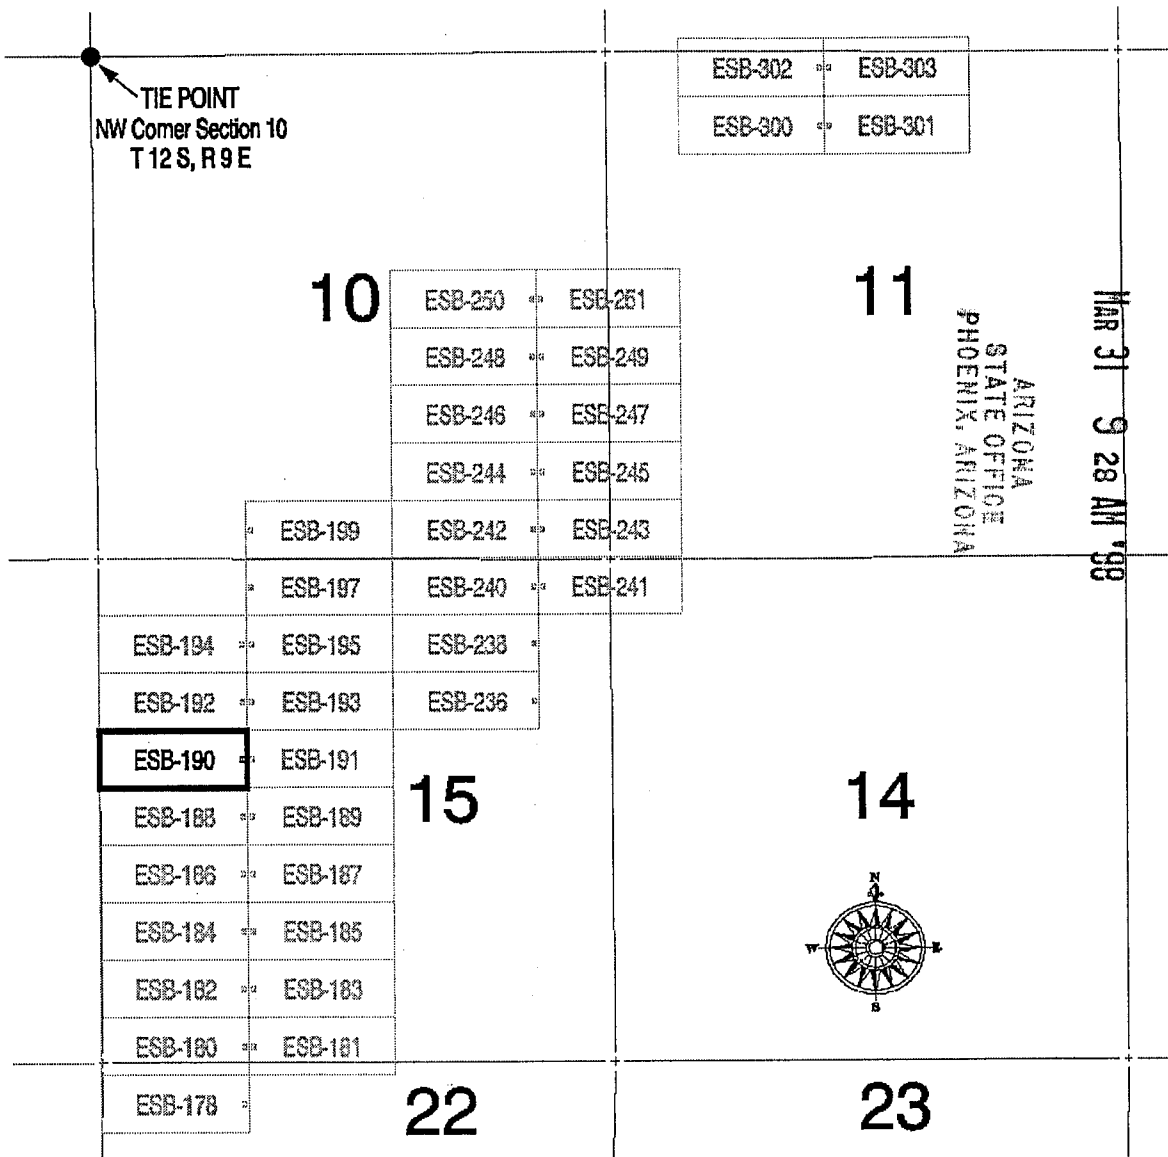 ESB-302 ESB-303
TIE POINT
NW Corner Section 10
T 12 S, R 9 E
ESB-300 ESB-301
10
11
ESB-250 ESB-251
ESB-248 ESB-249
ESB-246 ESB-247
ESB-244 ESB-245
ESB-199 ESB-242 ESB-243
ESB-197 ESB-240 ESB-241
ESB-194 ESB-195 ESB-238
ESB-192 ESB-193 ESB-236
ESB-190 ESB-191
15
14
ESB-188 ESB-189
ESB-186 ESB-187
ESB-184 ESB-185
ESB-182 ESB-183
ESB-180 ESB-181
ESB-178
22
23
N
W E
S
MAR 31 9 28 AM '98
ARIZONA
STATE OFFICE
PHOENIX, ARIZONA